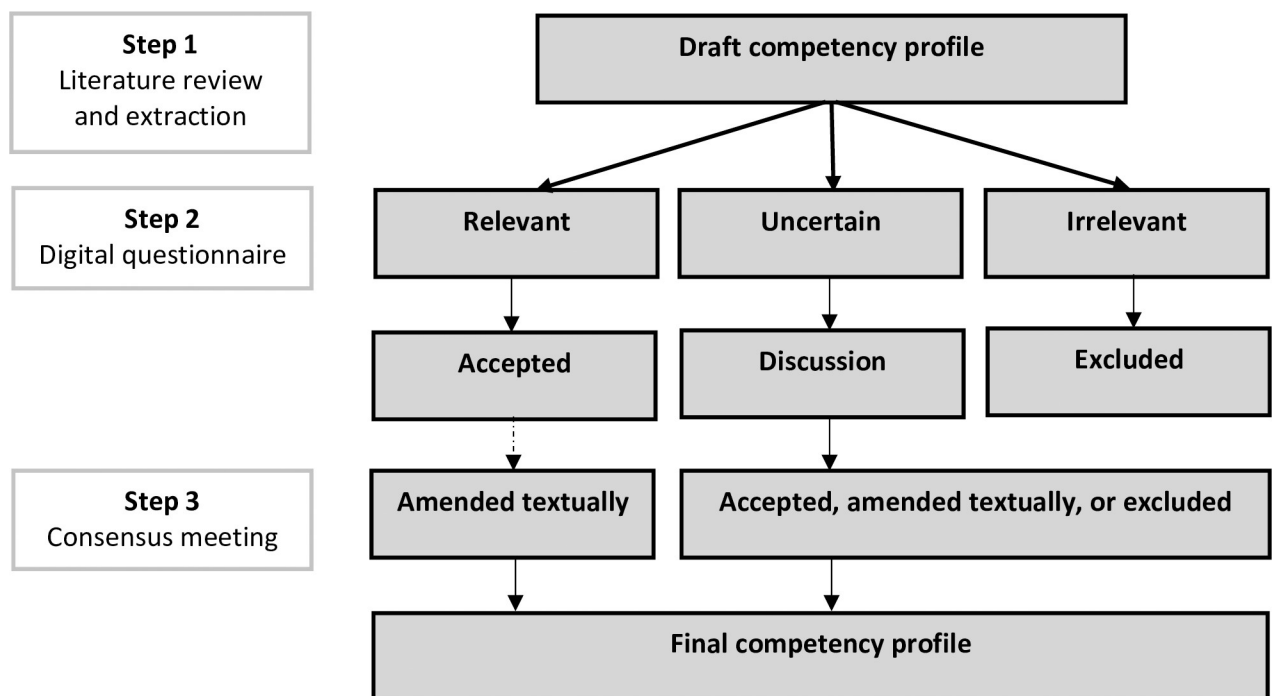 Step 1
Literature review
and extraction
Draft competency profile
Step 2
Digital questionnaire
Relevant
Uncertain
Irrelevant
Accepted
Discussion
Excluded
Step 3
Consensus meeting
Amended textually
Accepted, amended textually, or excluded
Final competency profile